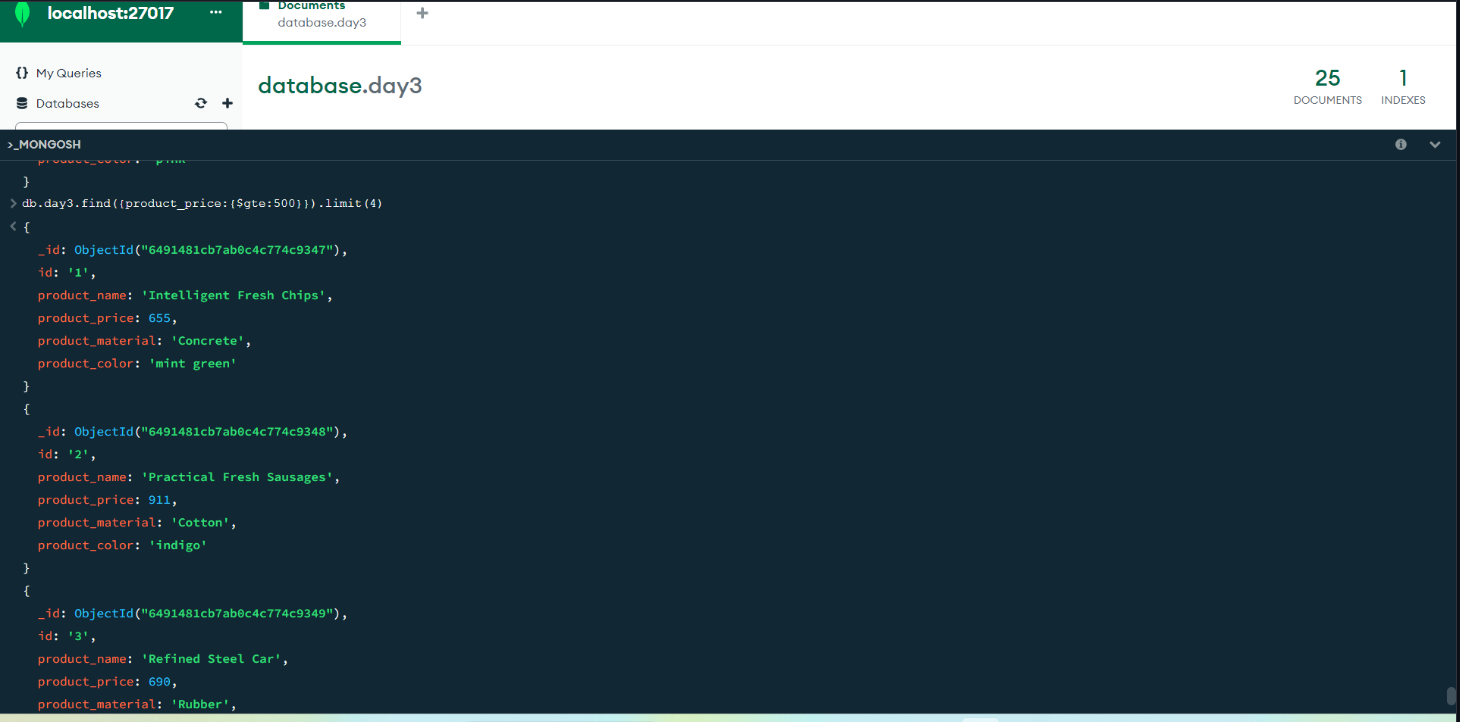 localhost:27017 ...
Documents
database.day3
+
{} My Queries
Databases
database.day3
25
DOCUMENTS
1
INDEXES
>_MONGOSH
product_color: 'pink'
}
> db.day3.find({product_price:{$gte:500}}).limit(4)
< {
_id: ObjectId("6491481cb7ab0c4c774c9347"),
id: '1',
product_name: 'Intelligent Fresh Chips',
product_price: 655,
product_material: 'Concrete',
product_color: 'mint green'
}
{
_id: ObjectId("6491481cb7ab0c4c774c9348"),
id: '2',
product_name: 'Practical Fresh Sausages',
product_price: 911,
product_material: 'Cotton',
product_color: 'indigo'
}
{
_id: ObjectId("6491481cb7ab0c4c774c9349"),
id: '3',
product_name: 'Refined Steel Car',
product_price: 690,
product_material: 'Rubber',